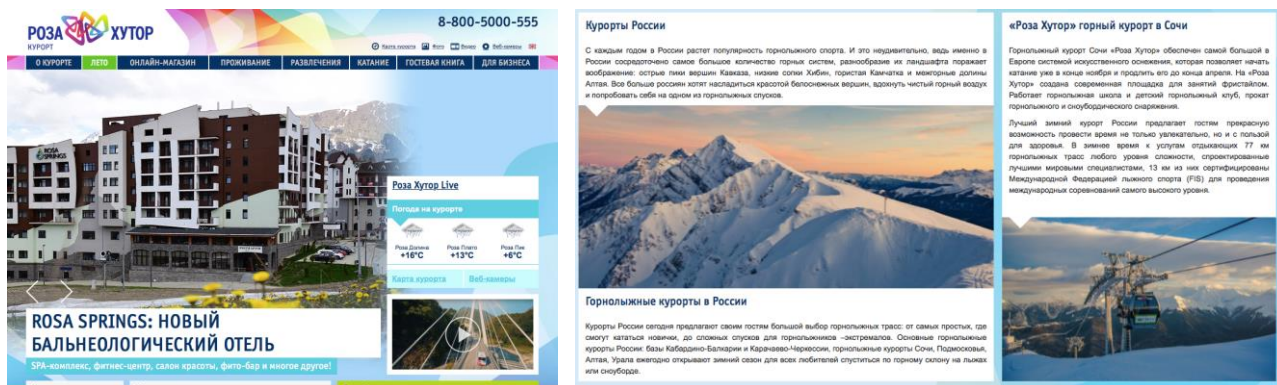 8-800-5000-555
РОЗА ХУТОР
КУРОРТ
Карта курорта Фото Видео Веб-камеры
О КУРОРТЕ ЛЕТО ОНЛАЙН-МАГАЗИН ПРОЖИВАНИЕ РАЗВЛЕЧЕНИЯ КАТАНИЕ ГОСТЕВАЯ КНИГА ДЛЯ БИЗНЕСА
ROSA
SPRINGS
Роза Хутор Live
Погода на курорте
Роза Долина Роза Плато Роза Пик
+16°C +13°C +6°C
Карта курорта Веб-камеры
ROSA SPRINGS: НОВЫЙ
БАЛЬНЕОЛОГИЧЕСКИЙ ОТЕЛЬ
SPA-комплекс, фитнес-центр, салон красоты, фито-бар и многое другое!
Курорты России
С каждым годом в России растет популярность горнолыжного спорта. И это неудивительно, ведь именно в
России сосредоточено самое большое количество горных систем, разнообразие их ландшафта поражает
воображение: острые пики вершин Кавказа, низкие сопки Хибин, гористая Камчатка и межгорные долины
Алтая. Все больше россиян хотят насладиться красотой белоснежных вершин, вдохнуть чистый горный воздух
и попробовать себя на одном из горнолыжных спусков.
Горнолыжные курорты в России
Курорты России сегодня предлагают своим гостям большой выбор горнолыжных трасс: от самых простых, где
смогут кататься новички, до сложных спусков для горнолыжников –экстремалов. Основные горнолыжные
курорты России: базы Кабардино-Балкарии и Карачаево-Черкессии, горнолыжные курорты Сочи, Подмосковья,
Алтая, Урала ежегодно открывают зимний сезон для всех любителей спуститься по горному склону на лыжах
или сноуборде.
«Роза Хутор» горный курорт в Сочи
Горнолыжный курорт Сочи «Роза Хутор» обеспечен самой большой в
Европе системой искусственного оснежения, которая позволяет начать
катание уже в конце ноября и продлить его до конца апреля. На «Роза
Хутор» создана современная площадка для занятий фристайлом.
Работает горнолыжная школа и детский горнолыжный клуб, прокат
горнолыжного и сноубордического снаряжения.
Лучший зимний курорт России предлагает гостям прекрасную
возможность провести время не только увлекательно, но и с пользой
для здоровья. В зимнее время к услугам отдыхающих 77 км
горнолыжных трасс любого уровня сложности, спроектированные
лучшими мировыми специалистами, 13 км из них сертифицированы
Международной Федерацией лыжного спорта (FIS) для проведения
международных соревнований самого высокого уровня.